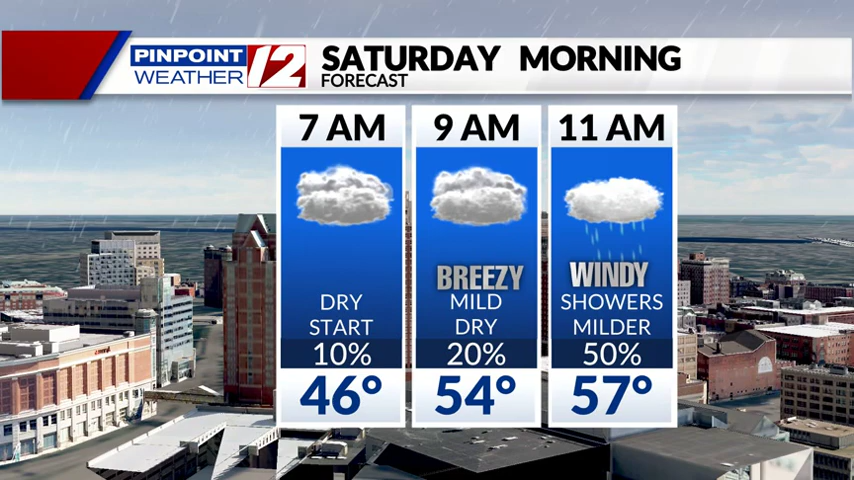 PINPOINT
WEATHER 12
SATURDAY MORNING
FORECAST
7 AM
DRY
START
10%
46°
9 AM
BREEZY
MILD
DRY
20%
54°
11 AM
WINDY
SHOWERS
MILDER
50%
57°